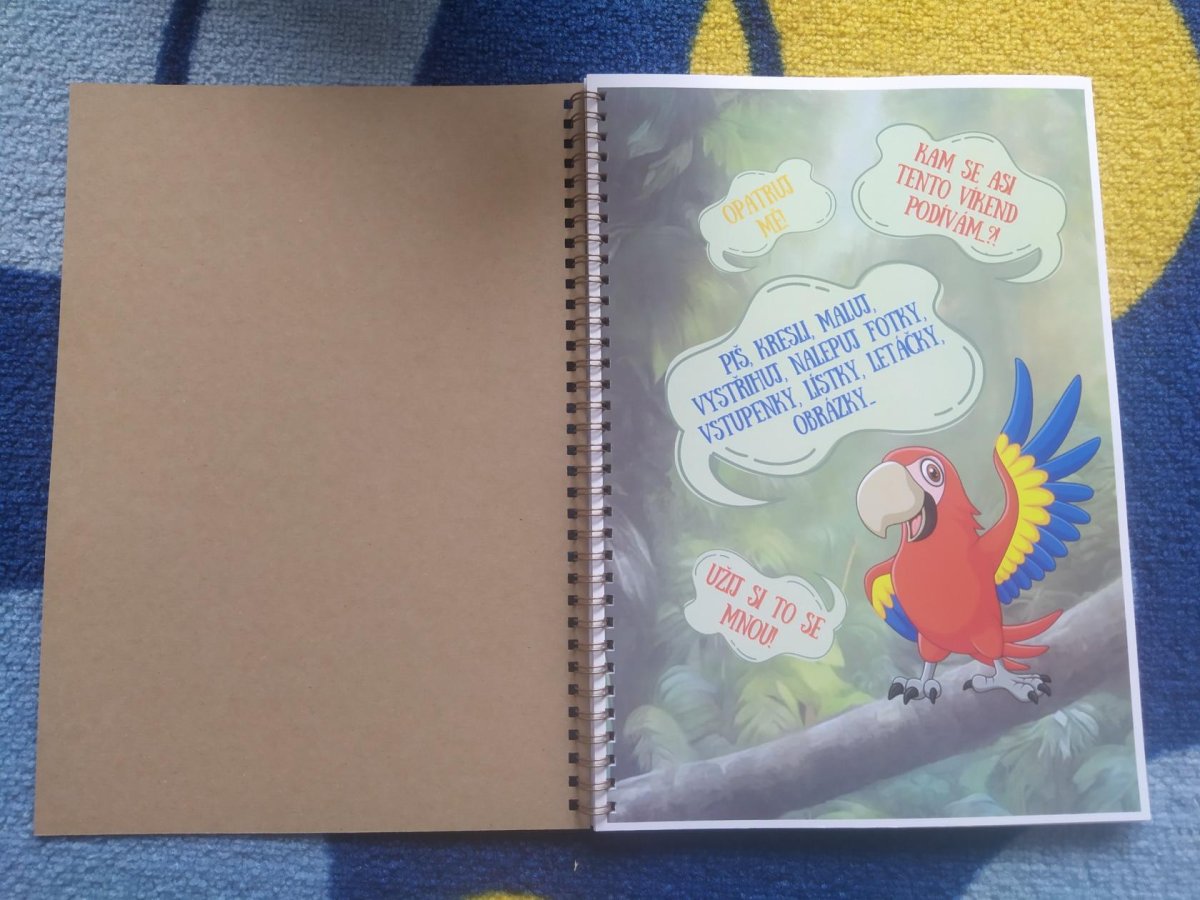 OPATRUJ
MĚ!
KAM SE ASI
TENTO VÍKEND
PODÍVÁM...?!
PIŠ, KRESLI, MALUJ,
VYSTŘIHUJ, NALEPUJ FOTKY,
VSTUPENKY, LÍSTKY, LETÁČKY,
OBRÁZKY...
UŽIJ SI TO SE
MNOU!